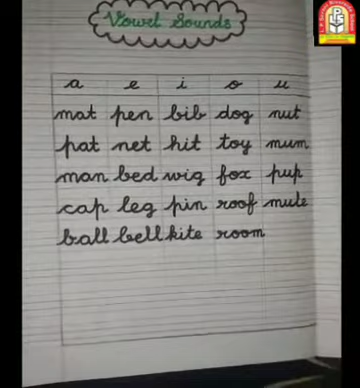 Vowel Sounds
a e i o u
mat pen bib dog nut
pat net hit toy mum
man bed wig fox pup
cap leg pin roof mule
ball bell kite room